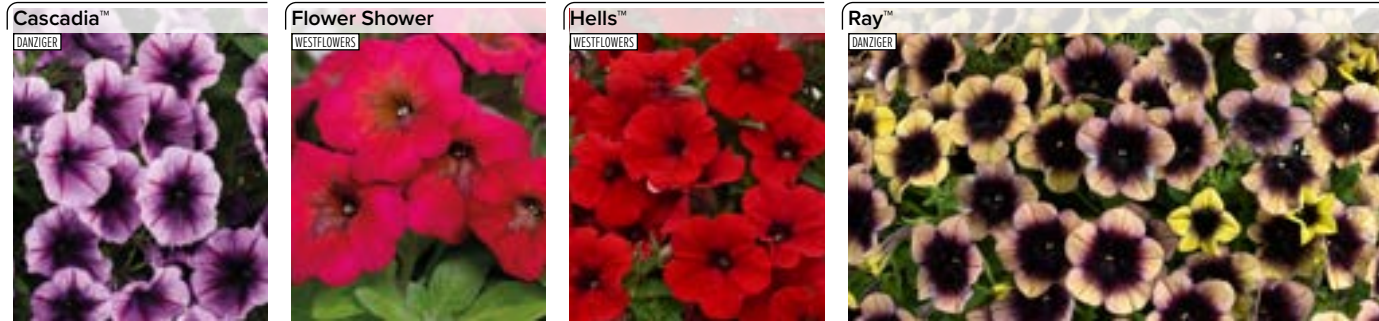 Cascadia™
DANZIGER
Flower Shower
WESTFLOWERS
Hells™
WESTFLOWERS
Ray™
DANZIGER